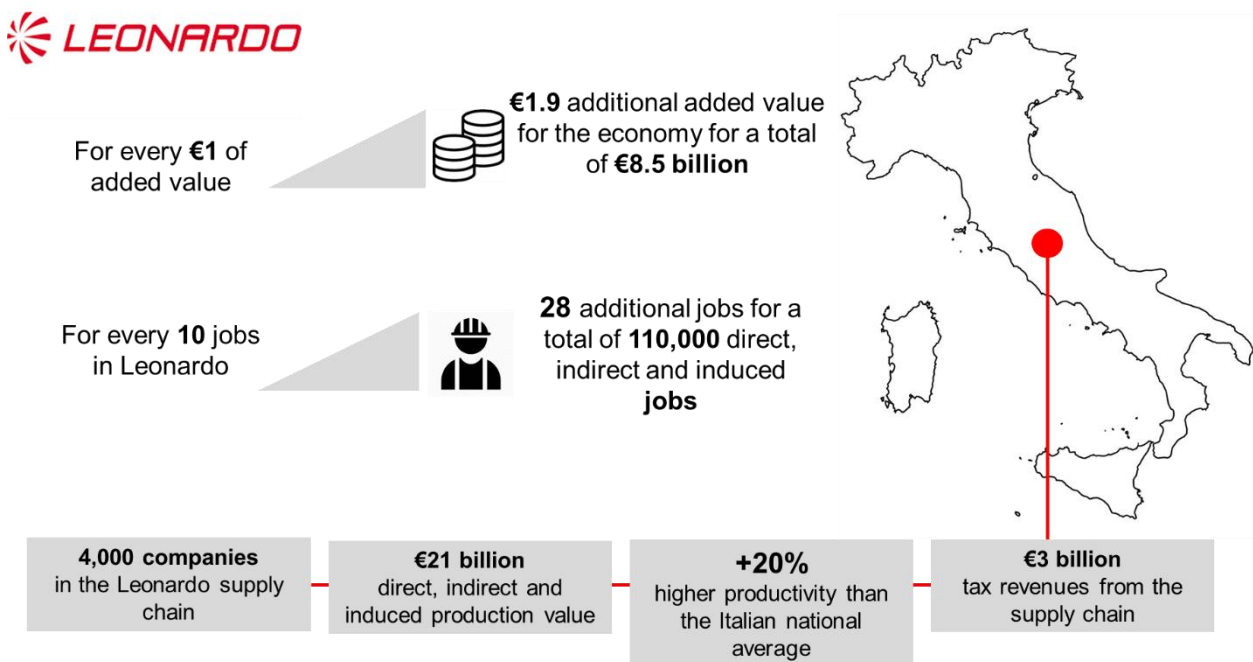 LEONARDO
For every €1 of
added value
€1.9 additional added value
for the economy for a total
of €8.5 billion
For every 10 jobs
in Leonardo
28 additional jobs for a
total of 110,000 direct,
indirect and induced
jobs
4,000 companies
in the Leonardo supply
chain
€21 billion
direct, indirect and
induced production value
+20%
higher productivity than
the Italian national
average
€3 billion
tax revenues from the
supply chain